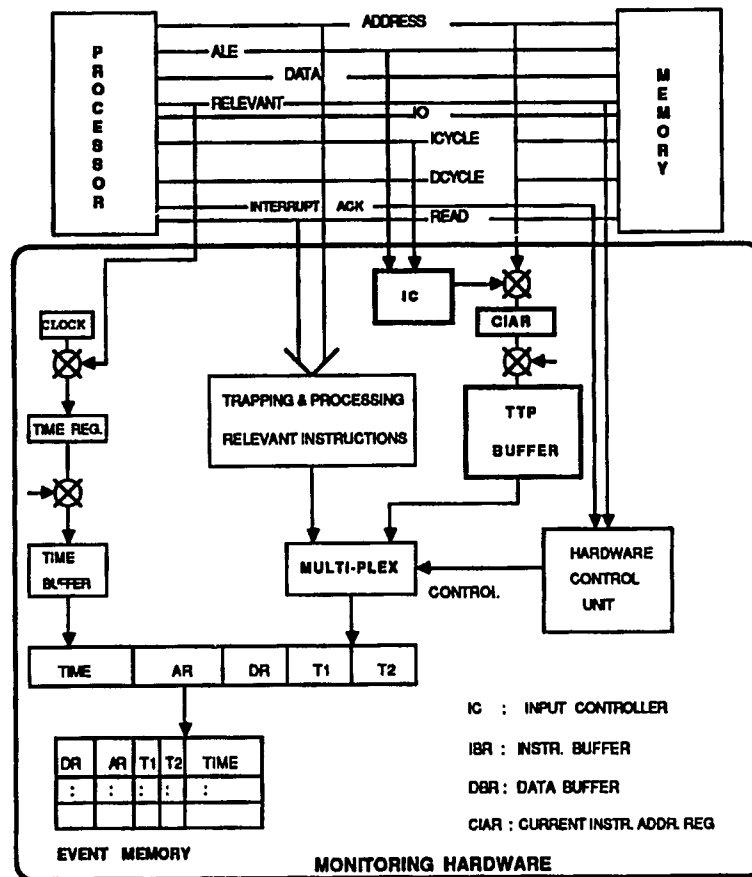 ADDRESS
PROCESSOR
ALE
MEMORY
DATA
RELEVANT
IO
ICYCLE
DCYCLE
INTERRUPT ACK
READ
IC
CLOCK
CIAR
TRAPPING & PROCESSING
RELEVANT INSTRUCTIONS
TTP
BUFFER
TIME REG.
TIME
BUFFER
MULTI-PLEX
CONTROL
HARDWARE
CONTROL
UNIT
TIME AR DR T1 T2
IC : INPUT CONTROLLER
DR AR T1 T2 TIME
: : : : :
IBR : INSTR. BUFFER
DBR : DATA BUFFER
CIAR : CURRENT INSTR. ADDR. REG
EVENT MEMORY
MONITORING HARDWARE